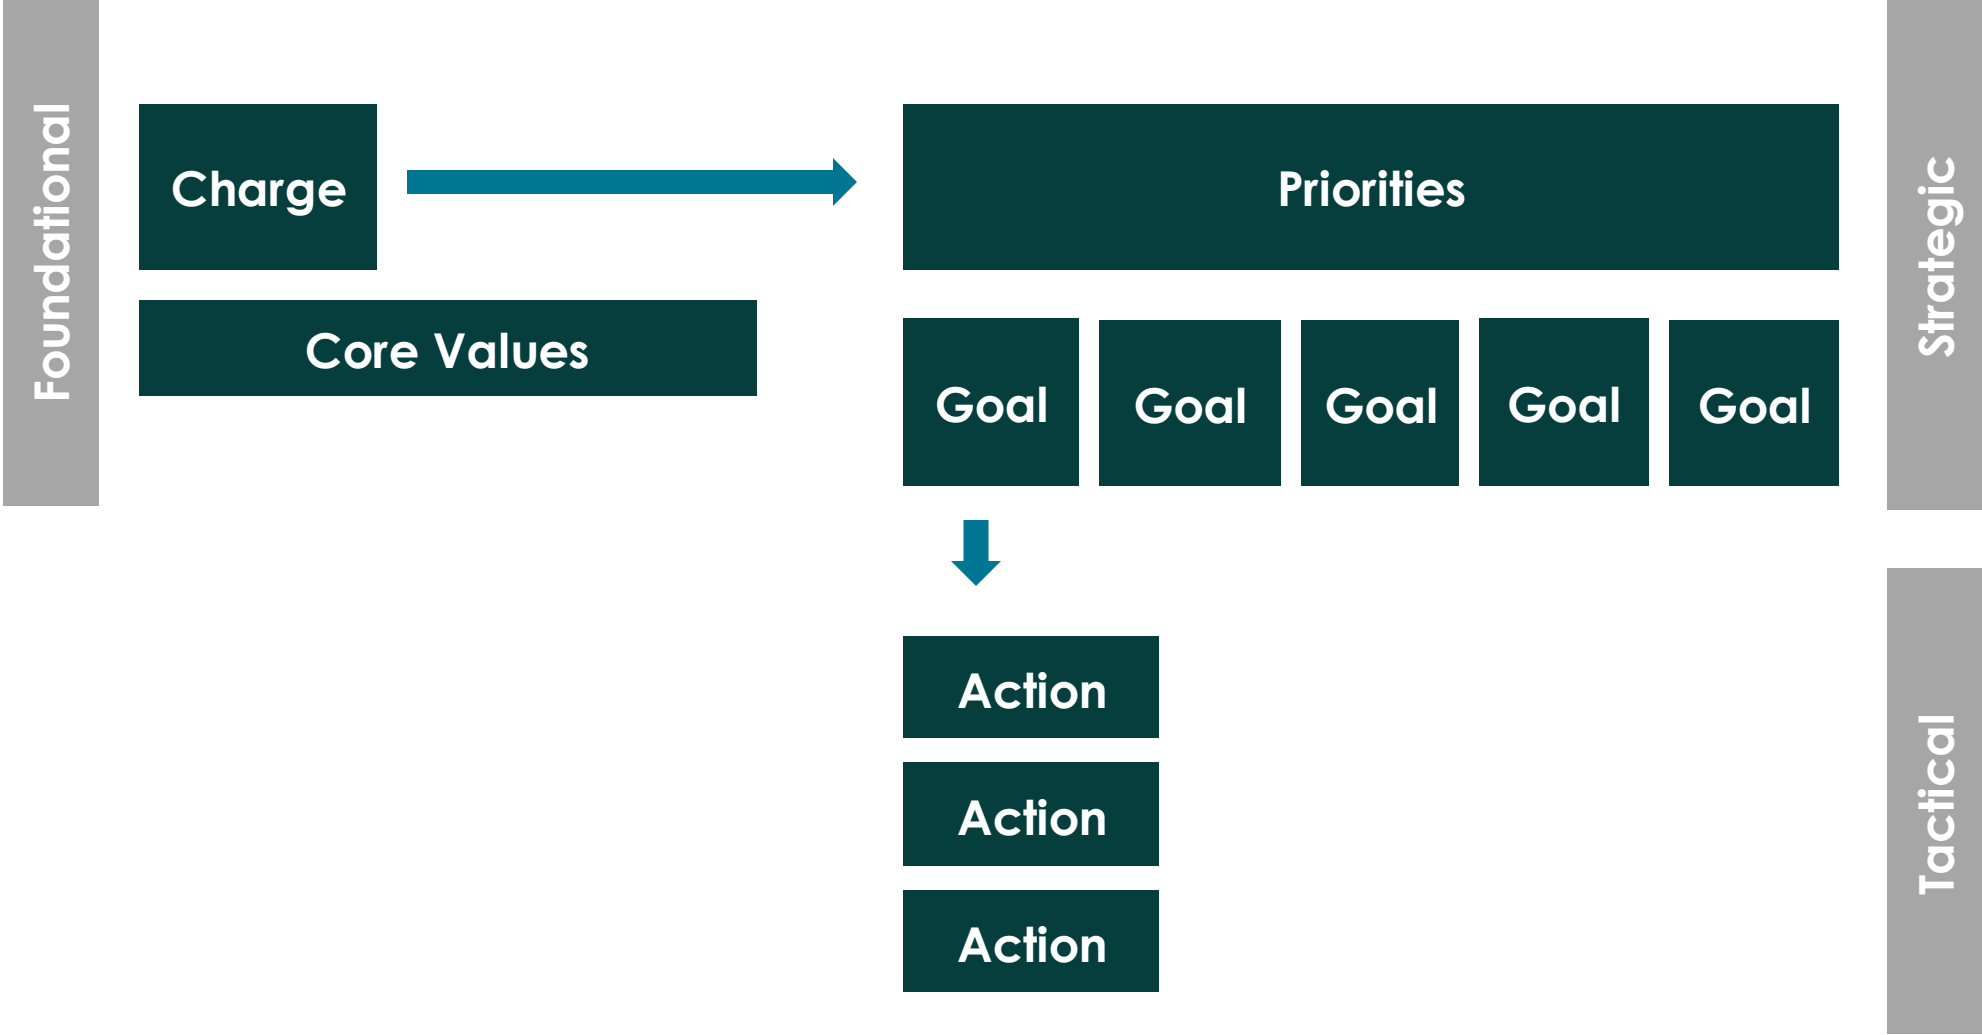 Foundational
Charge
Core Values
Priorities
Goal
Goal
Goal
Goal
Goal
Strategic
Action
Action
Action
Tactical